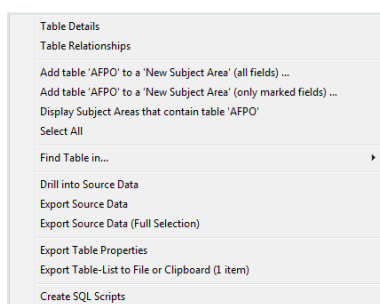 Table Details
Table Relationships
Add table 'AFPO' to a 'New Subject Area' (all fields) ...
Add table 'AFPO' to a 'New Subject Area' (only marked fields) ...
Display Subject Areas that contain table 'AFPO'
Select All
Find Table in...
Drill into Source Data
Export Source Data
Export Source Data (Full Selection)
Export Table Properties
Export Table-List to File or Clipboard (1 item)
Create SQL Scripts